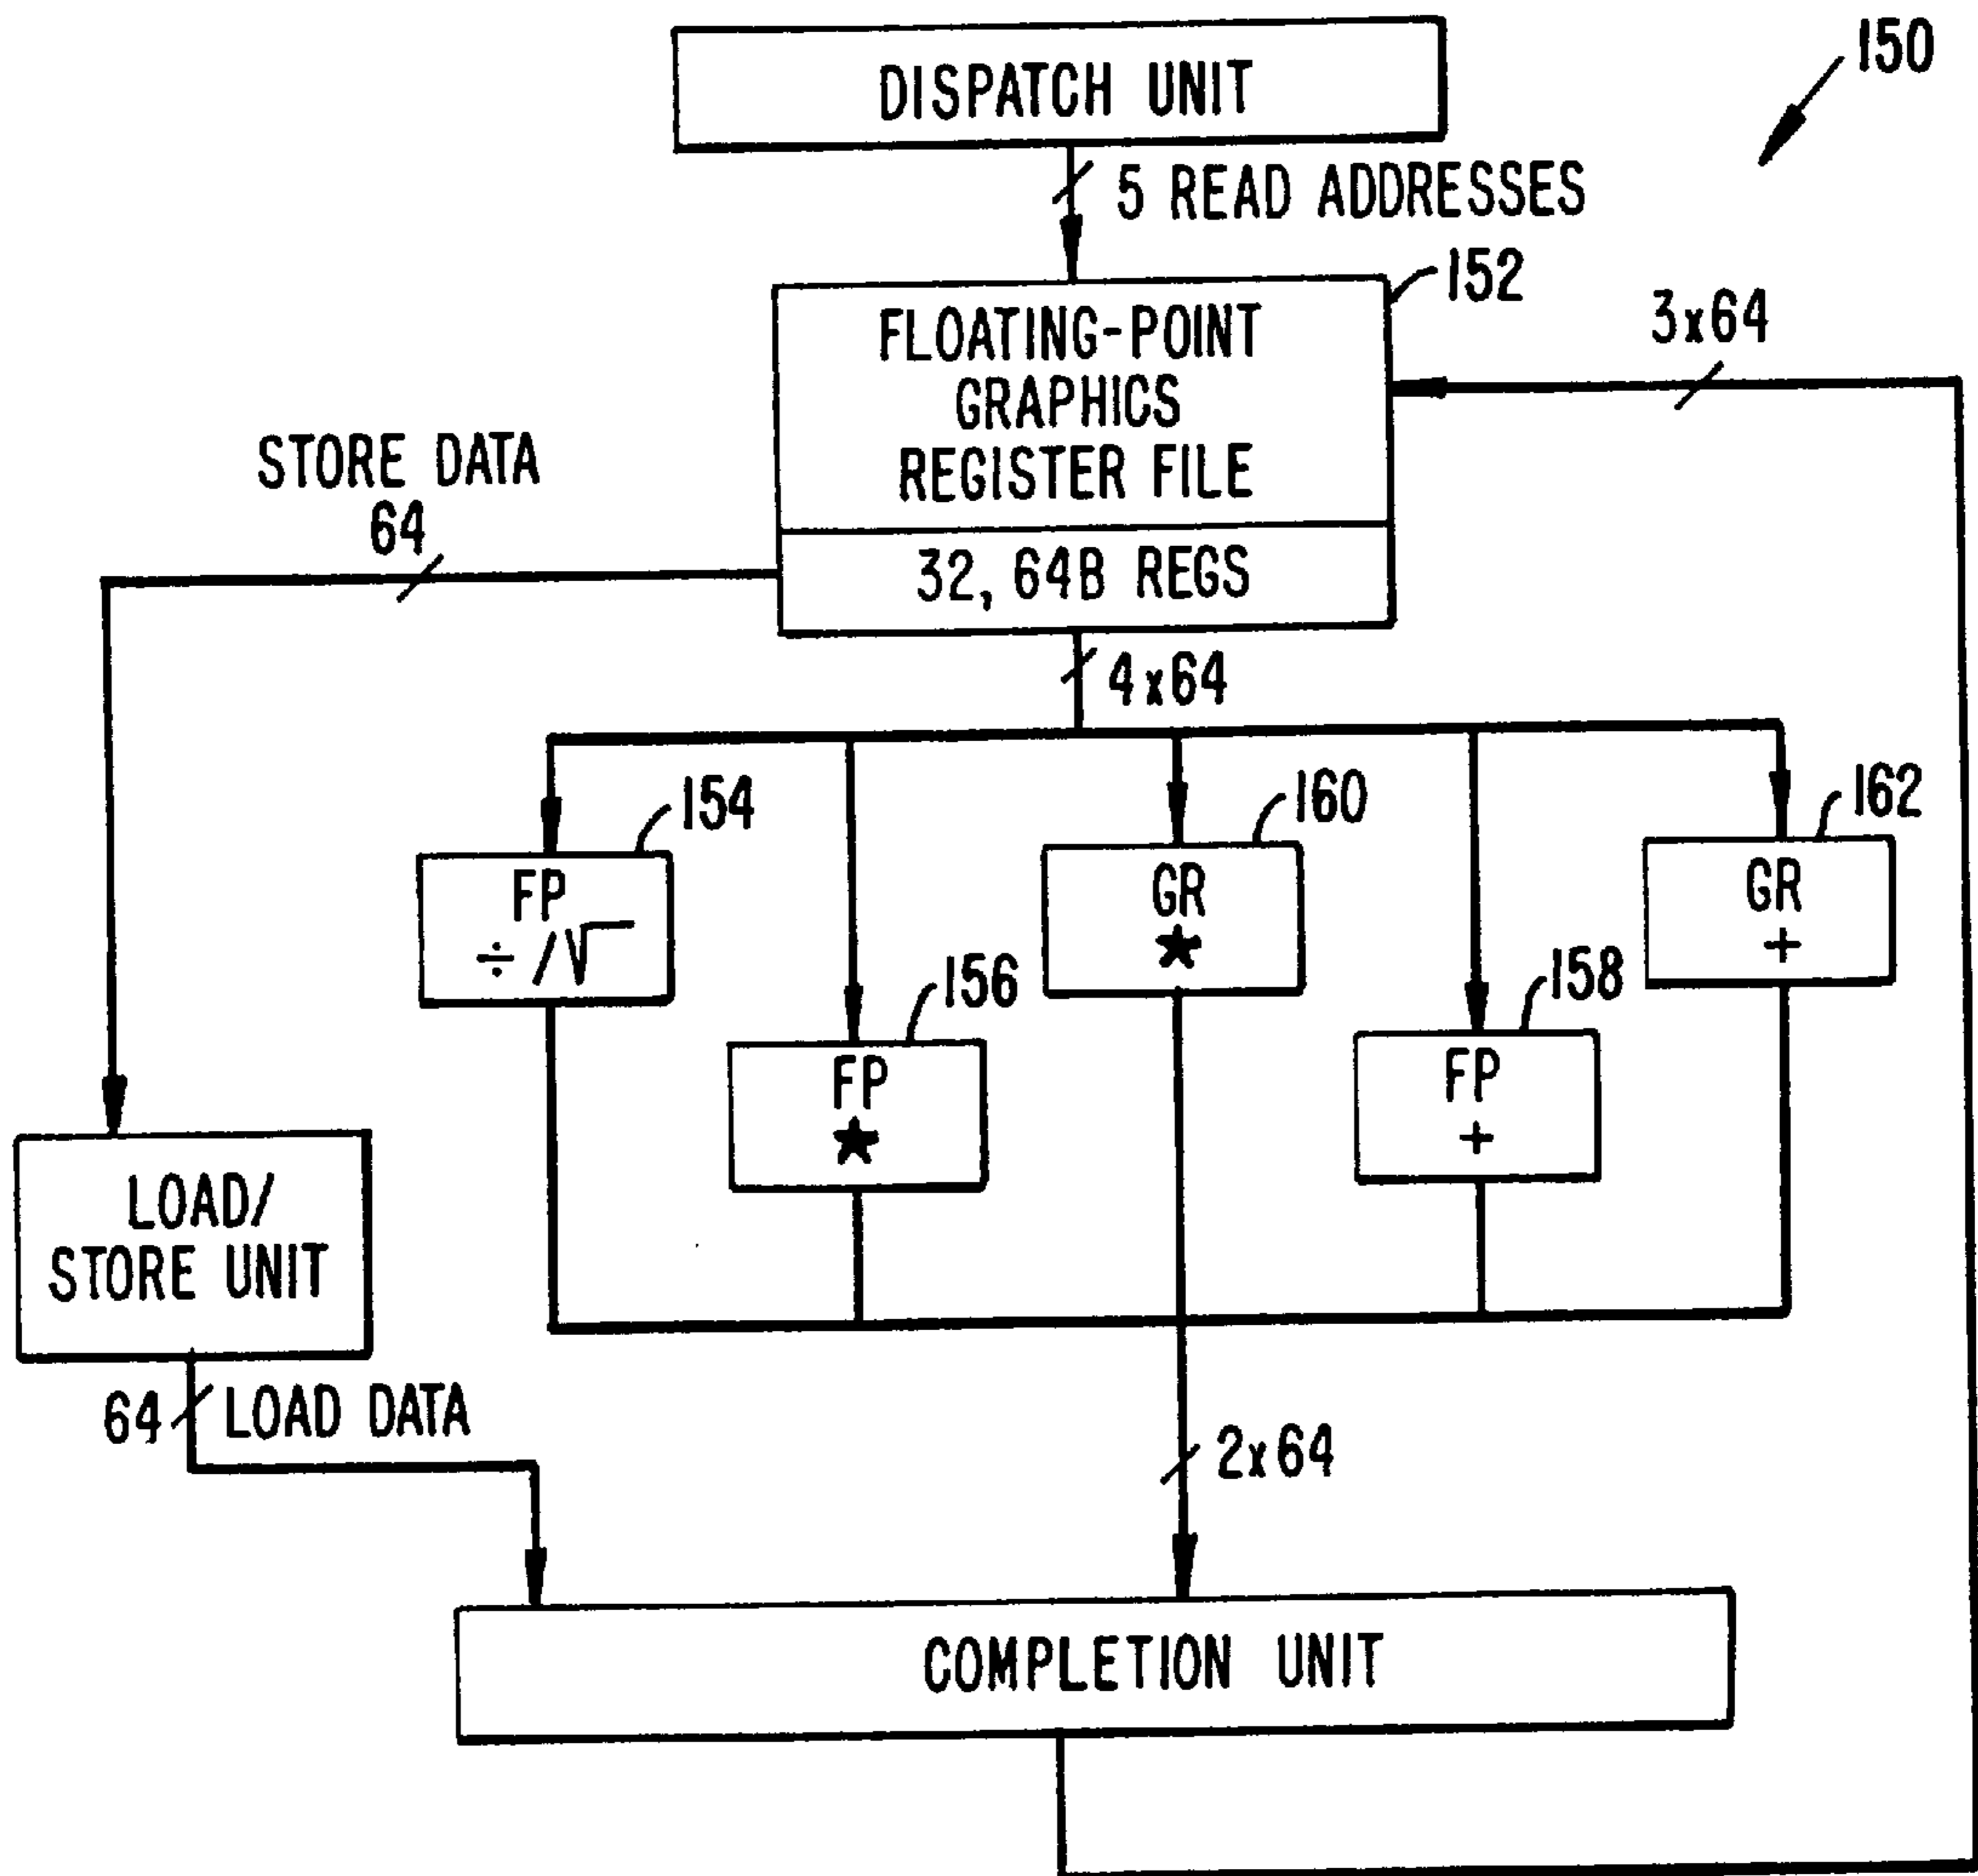 DISPATCH UNIT
150
5 READ ADDRESSES
152
3x64
FLOATING-POINT
GRAPHICS
REGISTER FILE
32, 64B REGS
STORE DATA
64
4x64
154
FP
÷/√
156
FP
*
160
GR
*
158
FP
+
162
GR
+
LOAD/
STORE UNIT
64 LOAD DATA
2x64
COMPLETION UNIT